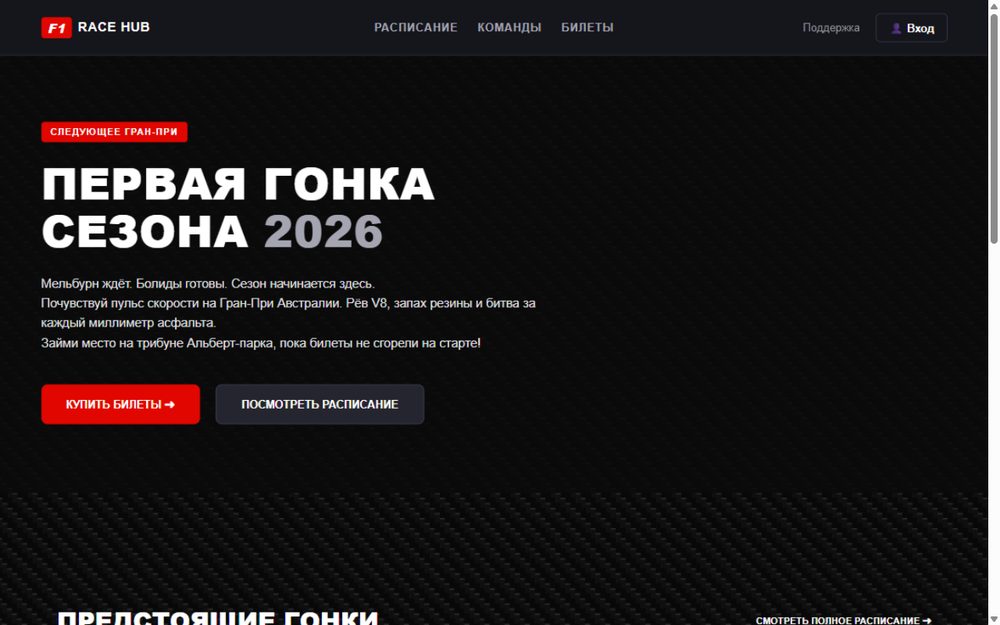 F1 RACE HUB
РАСПИСАНИЕ КОМАНДЫ БИЛЕТЫ
Поддержка
Вход
СЛЕДУЮЩЕЕ ГРАН-ПРИ
ПЕРВАЯ ГОНКА
СЕЗОНА 2026
Мельбурн ждёт. Болиды готовы. Сезон начинается здесь.
Почувствуй пульс скорости на Гран-При Австралии. Рёв V8, запах резины и битва за
каждый миллиметр асфальта.
Займи место на трибуне Альберт-парка, пока билеты не сгорели на старте!
КУПИТЬ БИЛЕТЫ ➜
ПОСМОТРЕТЬ РАСПИСАНИЕ
ПРЕДСТОЯЩИЕ ГОНКИ
СМОТРЕТЬ ПОЛНОЕ РАСПИСАНИЕ ➜